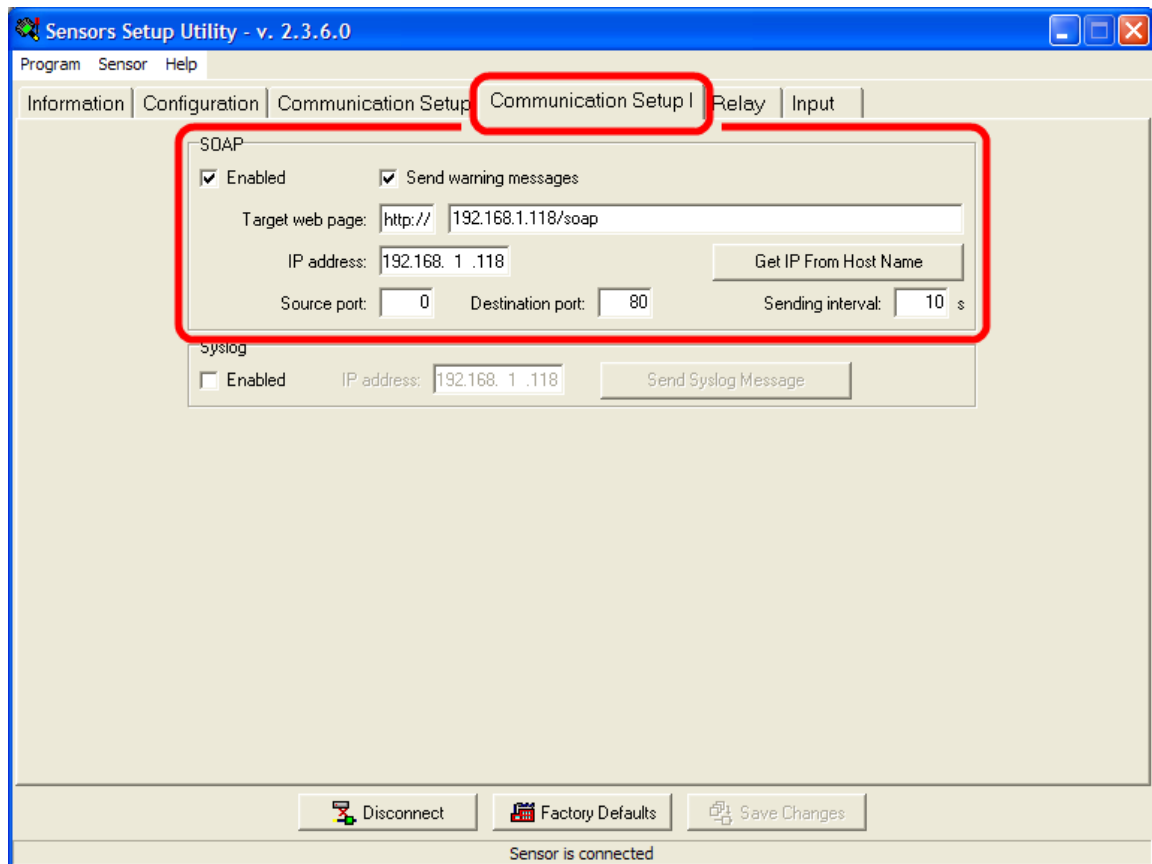 Sensors Setup Utility - v. 2.3.6.0
Program Sensor Help
Information Configuration Communication Setup Communication Setup I Relay Input
SOAP
Enabled Send warning messages
Target web page: http:// 192.168.1.118/soap
IP address: 192.168. 1 .118 Get IP From Host Name
Source port: 0 Destination port: 80 Sending interval: 10 s
Syslog
Enabled IP address: 192.168. 1 .118 Send Syslog Message
Disconnect Factory Defaults Save Changes
Sensor is connected